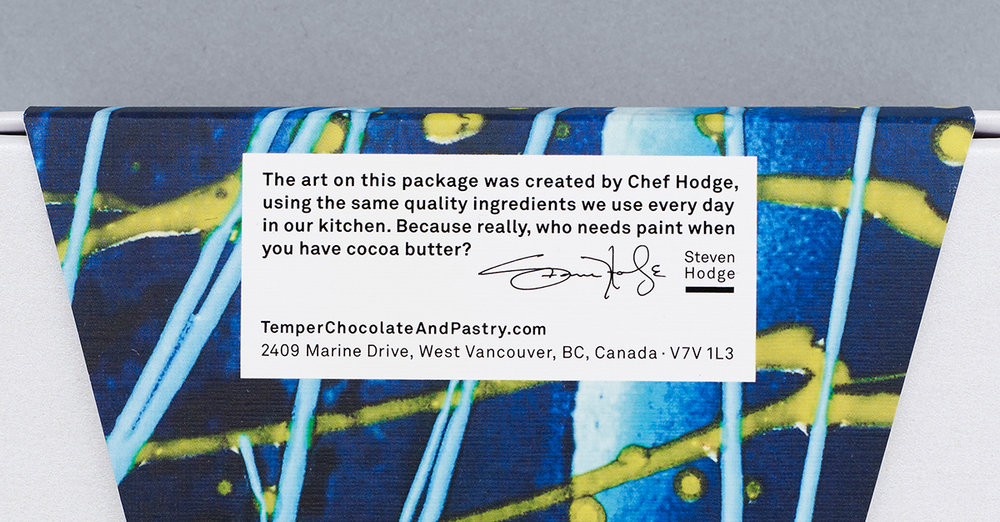 The art on this package was created by Chef Hodge,
using the same quality ingredients we use every day
in our kitchen. Because really, who needs paint when
you have cocoa butter?
Steven Hodge
Steven
Hodge
TemperChocolateAndPastry.com
2409 Marine Drive, West Vancouver, BC, Canada · V7V 1L3